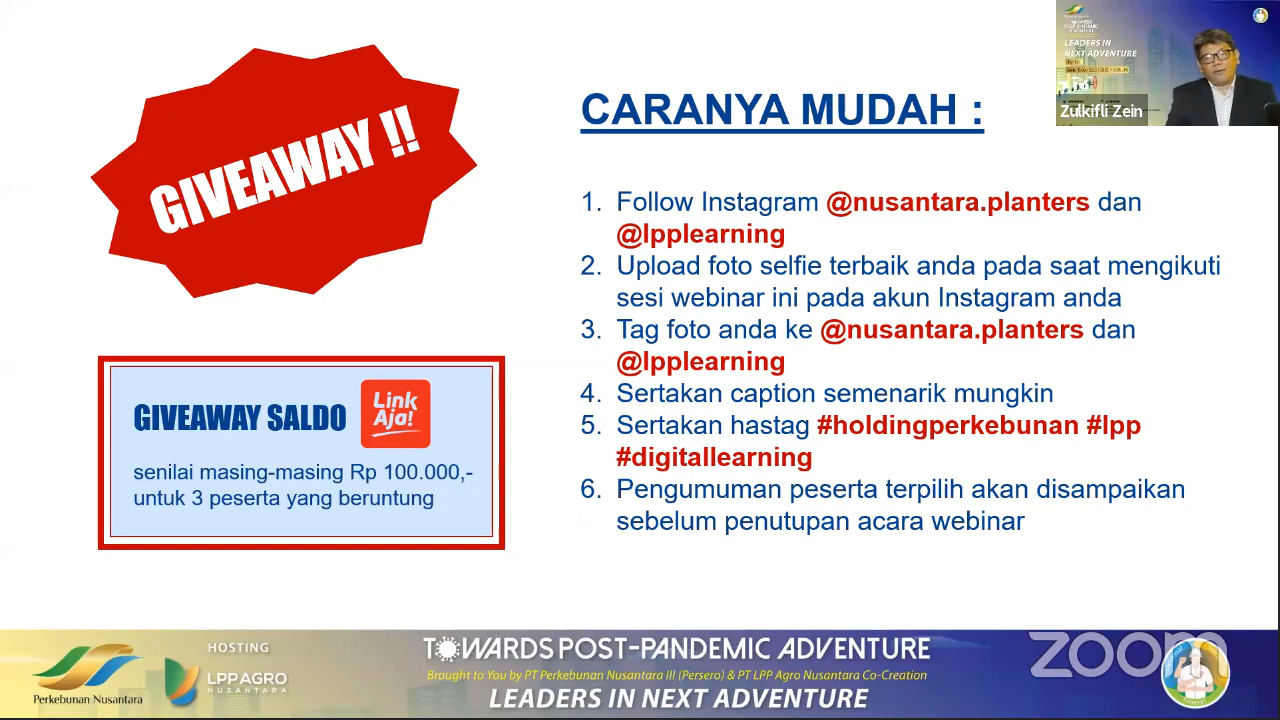 GIVEAWAY !!
GIVEAWAY SALDO
Link
Aja!
senilai masing-masing Rp 100.000,-
untuk 3 peserta yang beruntung
CARANYA MUDAH :
1. Follow Instagram @nusantara.planters dan
@lpplearning
2. Upload foto selfie terbaik anda pada saat mengikuti
sesi webinar ini pada akun Instagram anda
3. Tag foto anda ke @nusantara.planters dan
@lpplearning
4. Sertakan caption semenarik mungkin
5. Sertakan hastag #holdingperkebunan #lpp
#digitallearning
6. Pengumuman peserta terpilih akan disampaikan
sebelum penutupan acara webinar
LEADERS IN
NEXT ADVENTURE
Zulkifli Zein
Perkebunan Nusantara
HOSTING
LPP AGRO
NUSANTARA
TOWARDS POST-PANDEMIC ADVENTURE
Brought to You by PT Perkebunan Nusantara III (Persero) & PT LPP Agro Nusantara Co-Creation
LEADERS IN NEXT ADVENTURE
zoom